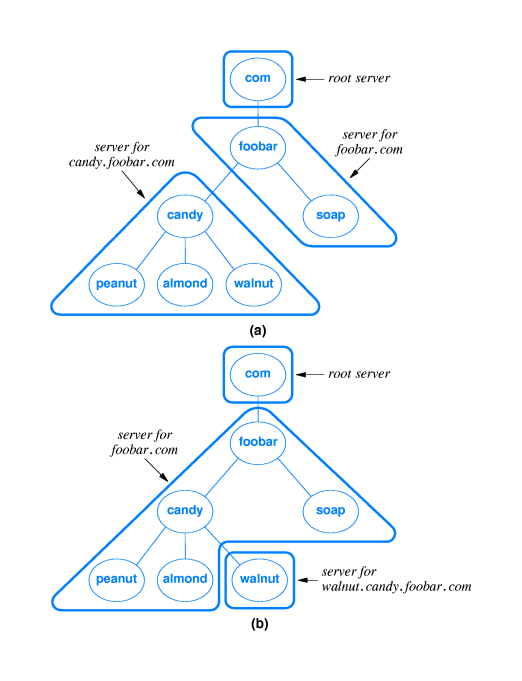 com
root server
foobar
server for
foobar.com
server for
candy.foobar.com
candy
soap
peanut
almond
walnut
(a)
com
root server
server for
foobar.com
foobar
candy
soap
peanut
almond
walnut
server for
walnut.candy.foobar.com
(b)